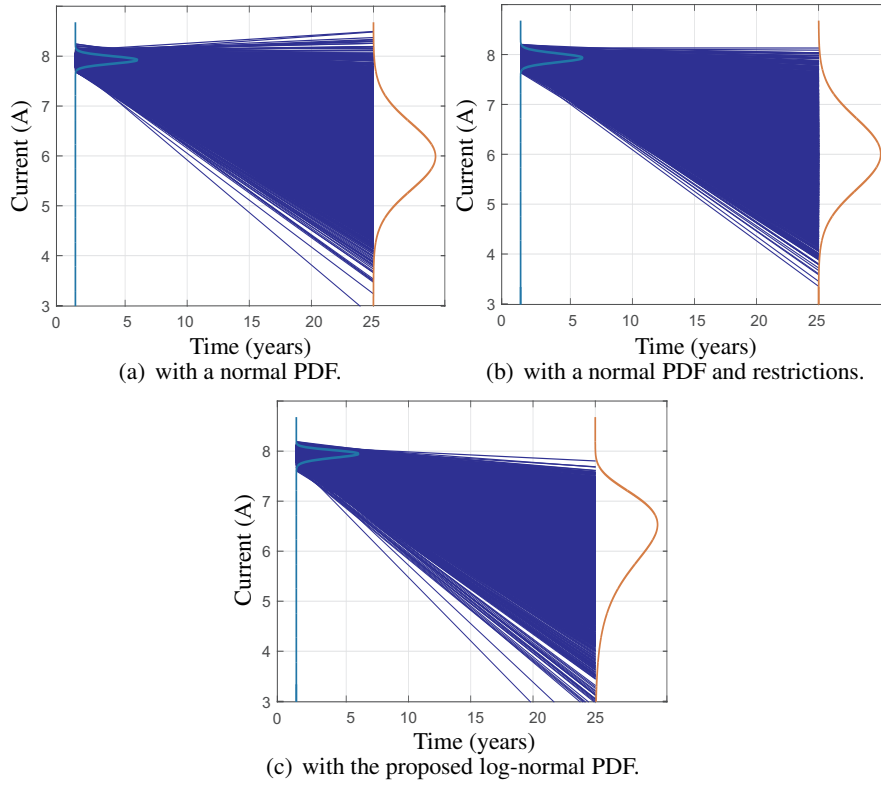 8
7
6
5
4
3
Current (A)
0 5 10 15 20 25
Time (years)
(a) with a normal PDF.
8
7
6
5
4
3
Current (A)
0 5 10 15 20 25
Time (years)
(b) with a normal PDF and restrictions.
8
7
6
5
4
3
Current (A)
0 5 10 15 20 25
Time (years)
(c) with the proposed log-normal PDF.